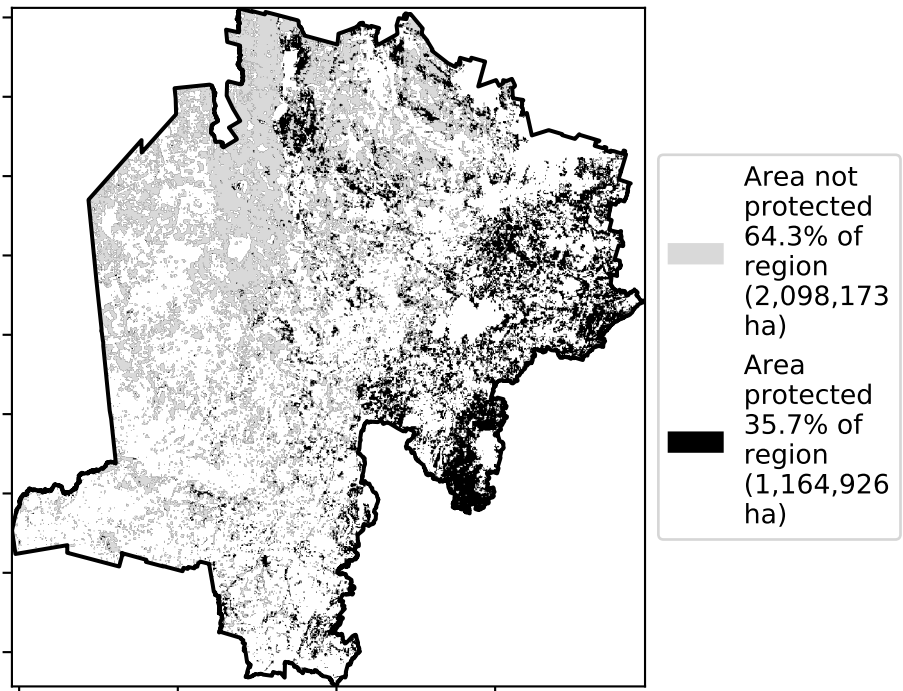 Area not
protected
64.3% of
region
(2,098,173
ha)
Area
protected
35.7% of
region
(1,164,926
ha)